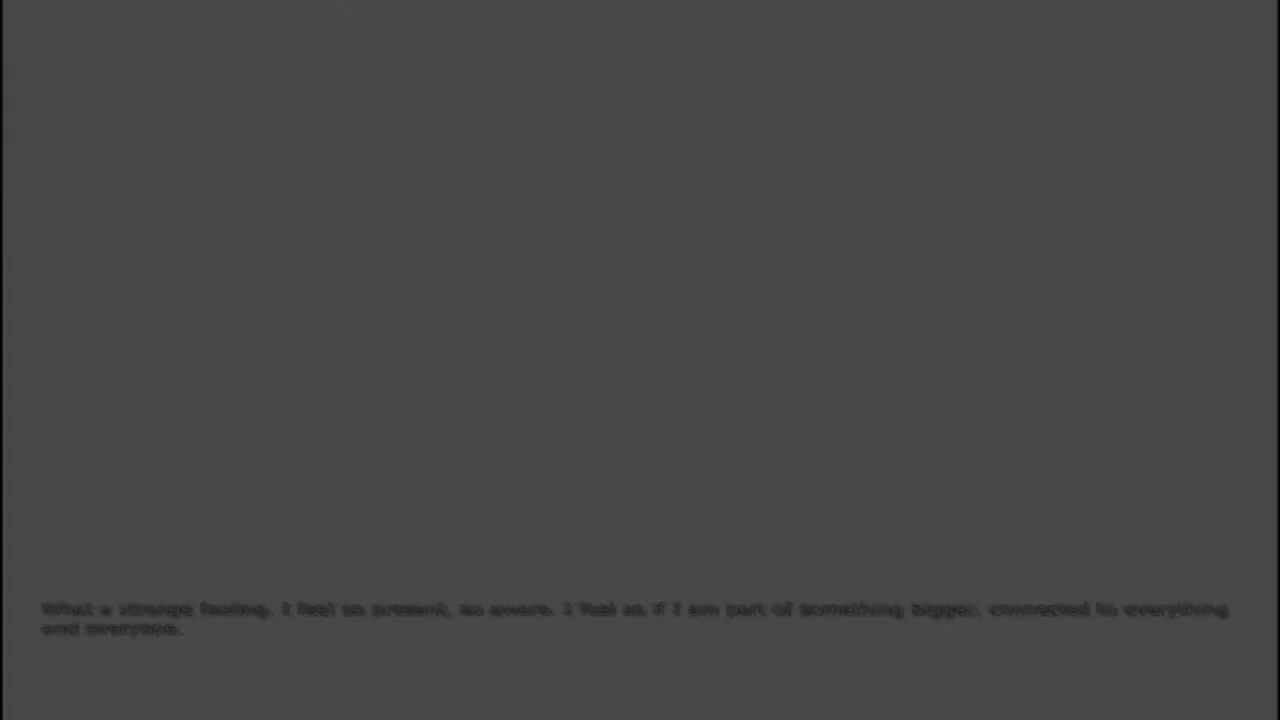 What a strange feeling. I feel so present, so aware. I feel as if I am part of something bigger, connected to everything
and everyone.